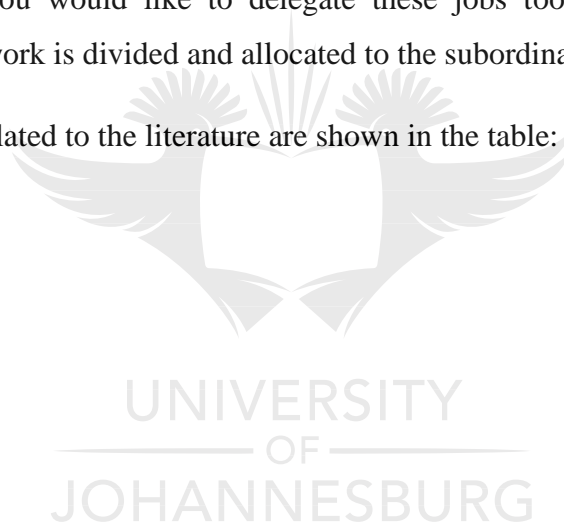 you would like to delegate these jobs too
work is divided and allocated to the subordina
lated to the literature are shown in the table:
UNIVERSITY
OF
JOHANNESBURG